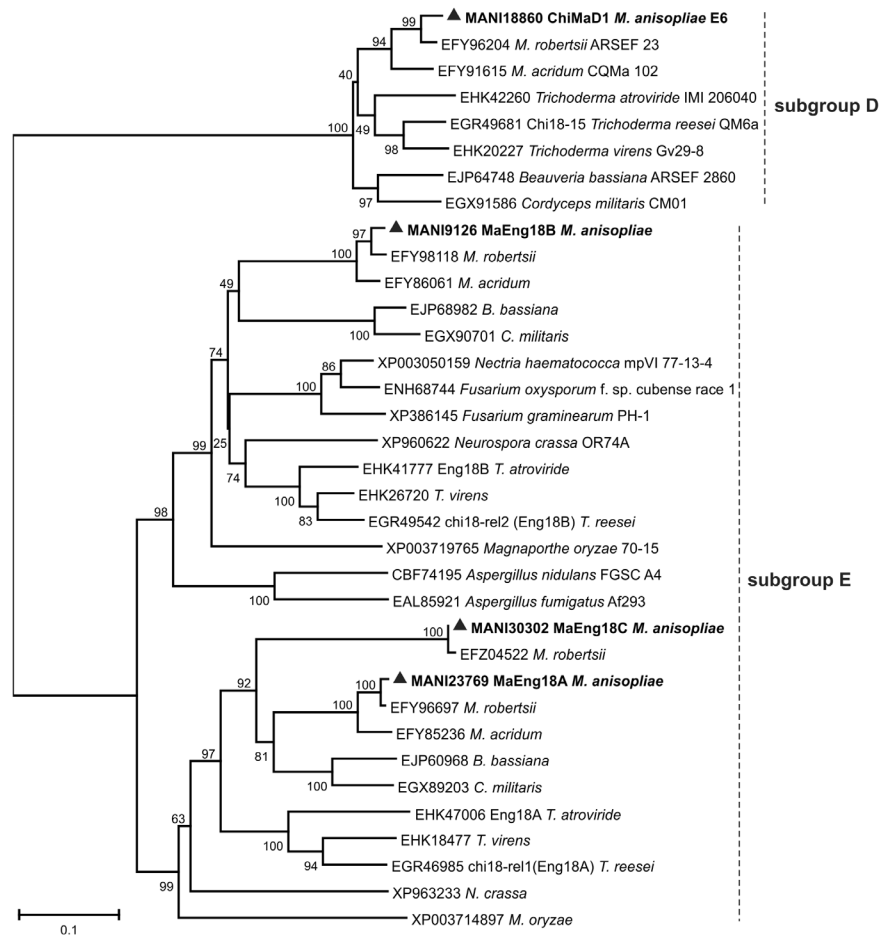 99
MANI18860 ChiMaD1 M. anisopliae E6
94
EFY96204 M. robertsii ARSEF 23
EFY91615 M. acridum CQMa 102
40
EHK42260 Trichoderma atroviride IMI 206040
subgroup D
100
49
EGR49681 Chi18-15 Trichoderma reesei QM6a
98
EHK20227 Trichoderma virens Gv29-8
EJP64748 Beauveria bassiana ARSEF 2860
97
EGX91586 Cordyceps militaris CM01
97
MANI9126 MaEng18B M. anisopliae
100
EFY98118 M. robertsii
EFY86061 M. acridum
49
EJP68982 B. bassiana
100
EGX90701 C. militaris
74
XP003050159 Nectria haematococca mpVI 77-13-4
86
100
ENH68744 Fusarium oxysporum f. sp. cubense race 1
XP386145 Fusarium graminearum PH-1
99
25
XP960622 Neurospora crassa OR74A
74
EHK41777 Eng18B T. atroviride
100
EHK26720 T. virens
83
EGR49542 chi18-rel2 (Eng18B) T. reesei
98
XP003719765 Magnaporthe oryzae 70-15
CBF74195 Aspergillus nidulans FGSC A4
subgroup E
100
EAL85921 Aspergillus fumigatus Af293
100
MANI30302 MaEng18C M. anisopliae
EFZ04522 M. robertsii
92
100
MANI23769 MaEng18A M. anisopliae
100
EFY96697 M. robertsii
EFY85236 M. acridum
97
81
EJP60968 B. bassiana
100
EGX89203 C. militaris
63
EHK47006 Eng18A T. atroviride
100
EHK18477 T. virens
94
EGR46985 chi18-rel1(Eng18A) T. reesei
99
XP963233 N. crassa
XP003714897 M. oryzae
0.1